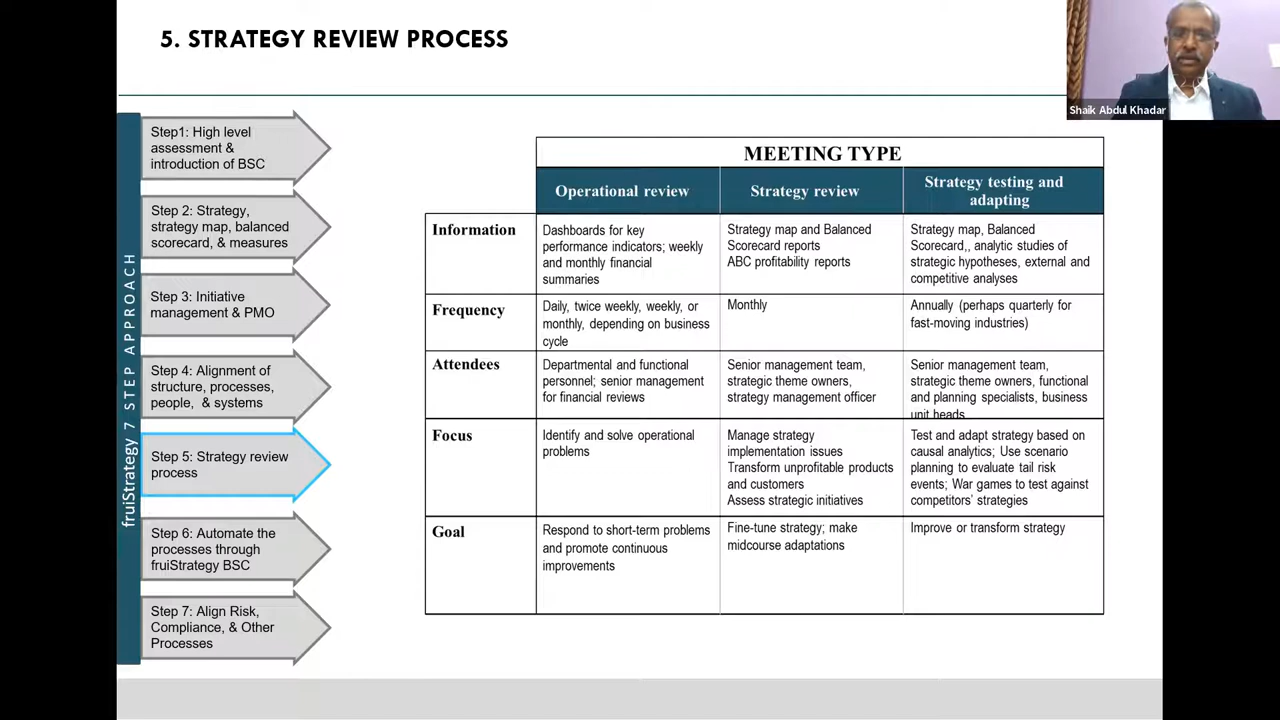 5. STRATEGY REVIEW PROCESS
Shaik Abdul Khadar
fruiStrategy 7 STEP APPROACH
Step1: High level
assessment &
introduction of BSC
Step 2: Strategy,
strategy map, balanced
scorecard, & measures
Step 3: Initiative
management & PMO
Step 4: Alignment of
structure, processes,
people, & systems
Step 5: Strategy review
process
Step 6: Automate the
processes through
fruiStrategy BSC
Step 7: Align Risk,
Compliance, & Other
Processes
MEETING TYPE
Operational review
Strategy review
Strategy testing and
adapting
Information
Dashboards for key
performance indicators; weekly
and monthly financial
summaries
Strategy map and Balanced
Scorecard reports
ABC profitability reports
Strategy map, Balanced
Scorecard,, analytic studies of
strategic hypotheses, external and
competitive analyses
Frequency
Daily, twice weekly, weekly, or
monthly, depending on business
cycle
Monthly
Annually (perhaps quarterly for
fast-moving industries)
Attendees
Departmental and functional
personnel; senior management
for financial reviews
Senior management team,
strategic theme owners,
strategy management officer
Senior management team,
strategic theme owners, functional
and planning specialists, business
unit heads
Focus
Identify and solve operational
problems
Manage strategy
implementation issues
Transform unprofitable products
and customers
Assess strategic initiatives
Test and adapt strategy based on
causal analytics; Use scenario
planning to evaluate tail risk
events; War games to test against
competitors' strategies
Goal
Respond to short-term problems
and promote continuous
improvements
Fine-tune strategy; make
midcourse adaptations
Improve or transform strategy